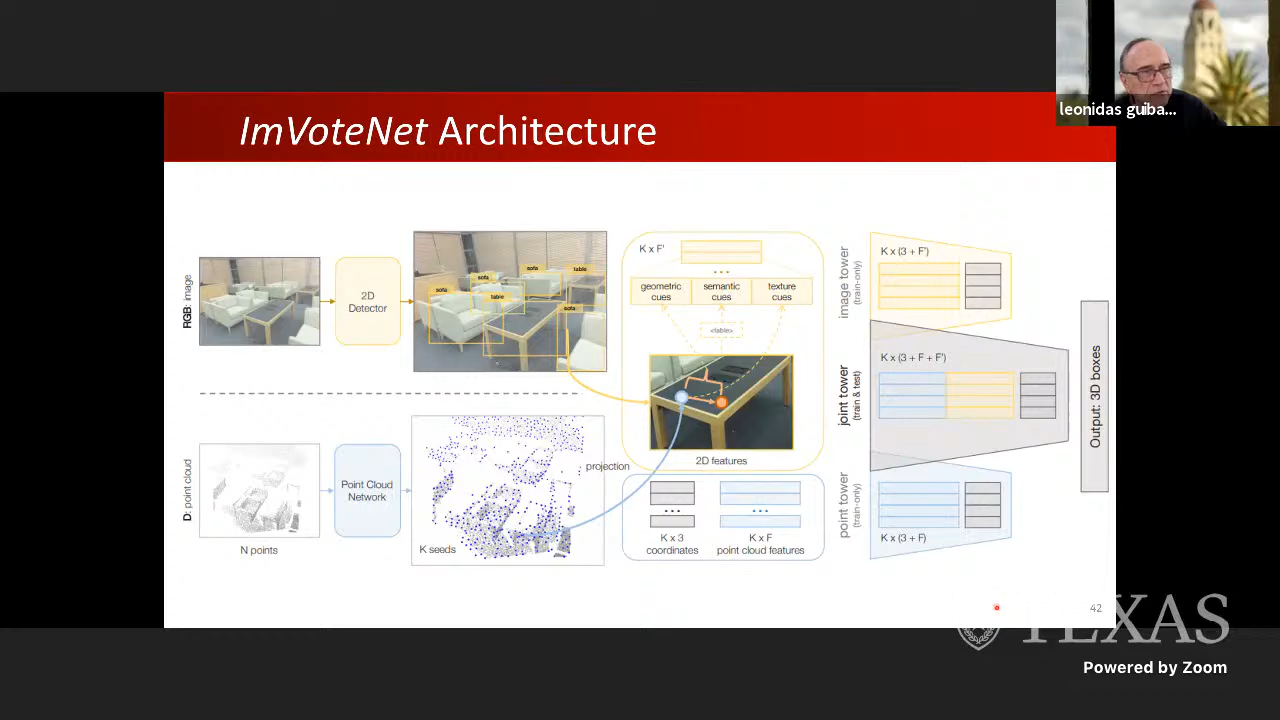 leonidas guiba...
ImVoteNet Architecture
RGB: image
2D
Detector
sofa
sofa
sofa
table
table
sofa
K x F'
...
geometric
cues
semantic
cues
texture
cues
<table>
2D features
image tower
(train-only)
K x (3 + F')
joint tower
(train & test)
K x (3 + F + F')
Output: 3D boxes
D: point cloud
N points
Point Cloud
Network
K seeds
projection
...
K x 3
coordinates
...
K x F
point cloud features
point tower
(train-only)
K x (3 + F)
42
TEXAS
Powered by Zoom